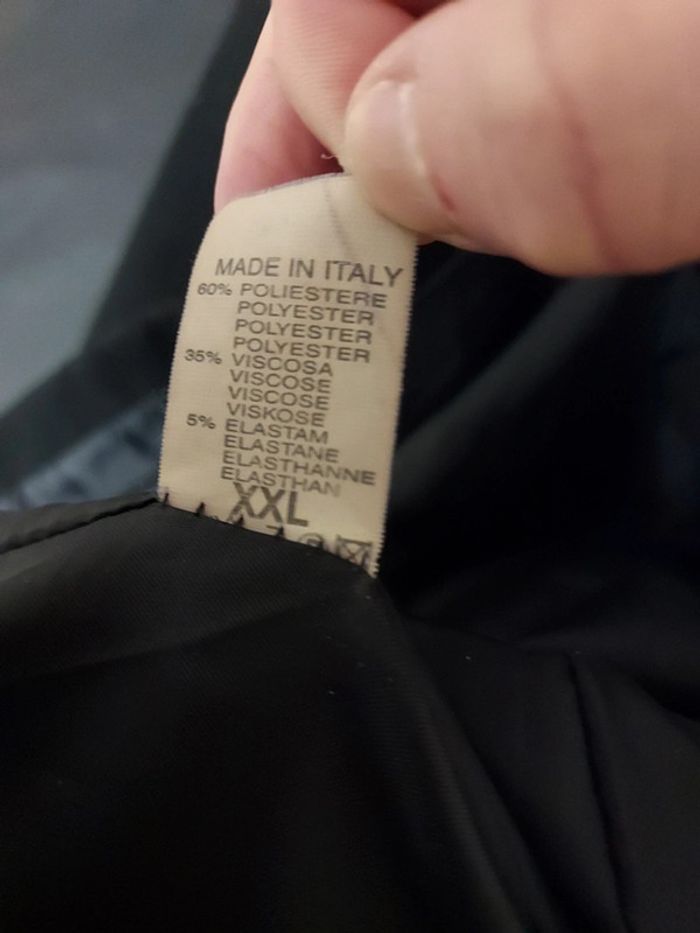 MADE IN ITALY
60% POLIESTERE
POLYESTER
POLYESTER
POLYESTER
35% VISCOSA
VISCOSE
VISCOSE
VISKOSE
5% ELASTAM
ELASTANE
ELASTHANNE
ELASTHAN
XXL